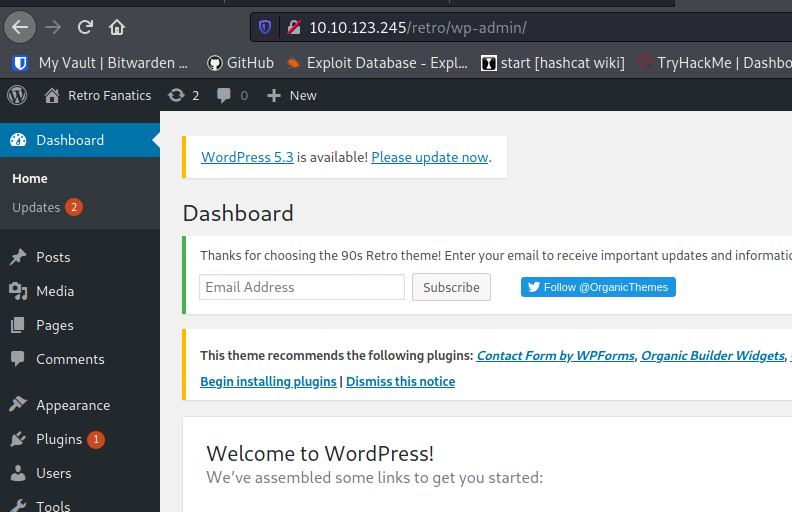 10.10.123.245/retro/wp-admin/
My Vault | Bitwarden ... GitHub Exploit Database - Expl... start [hashcat wiki] TryHackMe | Dashbo
Retro Fanatics 2 0 New
Dashboard
Home
Updates 2
Posts
Media
Pages
Comments
Appearance
Plugins 1
Users
Tools
WordPress 5.3 is available! Please update now.
Dashboard
Thanks for choosing the 90s Retro theme! Enter your email to receive important updates and informatio
Email Address Subscribe Follow @OrganicThemes
This theme recommends the following plugins: Contact Form by WPForms, Organic Builder Widgets,
Begin installing plugins | Dismiss this notice
Welcome to WordPress!
We've assembled some links to get you started: